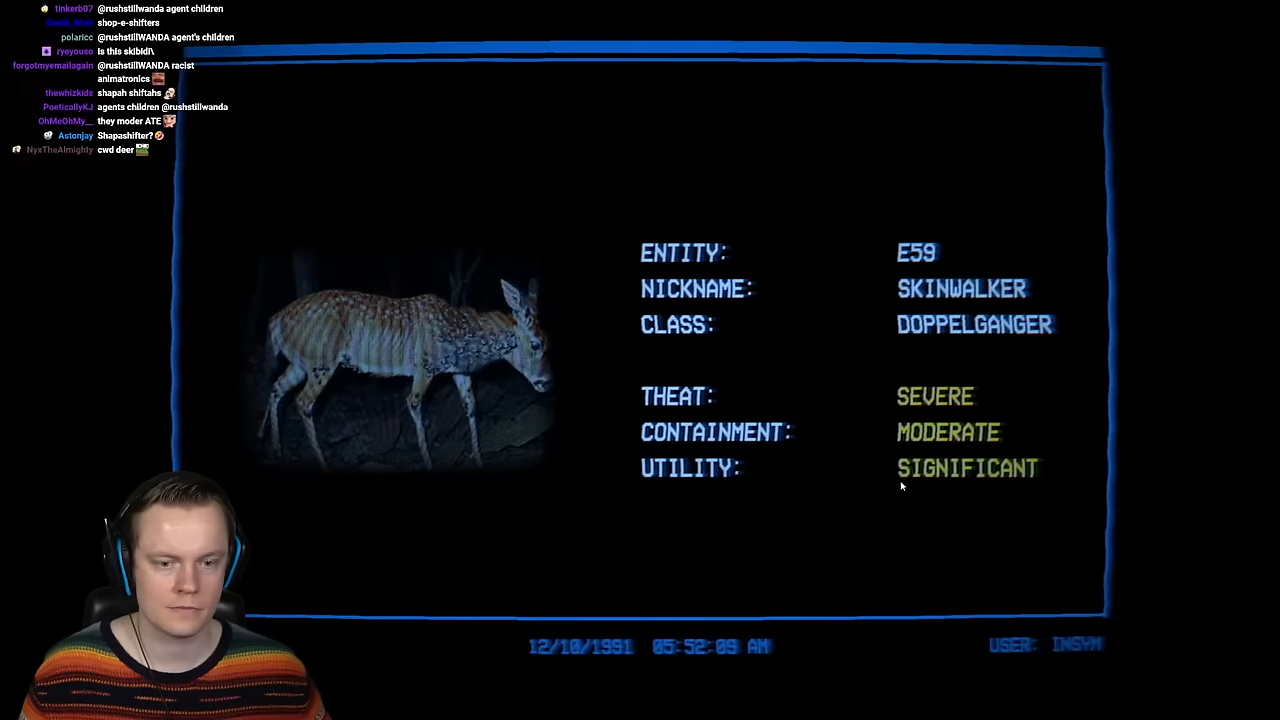 tinkerb07 @rushstillwanda agent children
shop-e-shifters
polaricc @rushstillWANDA agent's children
ryeyouso is this skibidi\
forgotmyemailagain @rushstillWANDA racist
animatronics
thewhizkids shapah shiftahs
PoeticallyKJ agents children @rushstillwanda
OhMeOhMy__ they moder ATE
Astonjay Shapashifter?
NyxTheAlmighty cwd deer
ENTITY: E59
NICKNAME: SKINWALKER
CLASS: DOPPELGANGER
THEAT: SEVERE
CONTAINMENT: MODERATE
UTILITY: SIGNIFICANT
12/10/1991 05:52:09 AM USER: INSYM